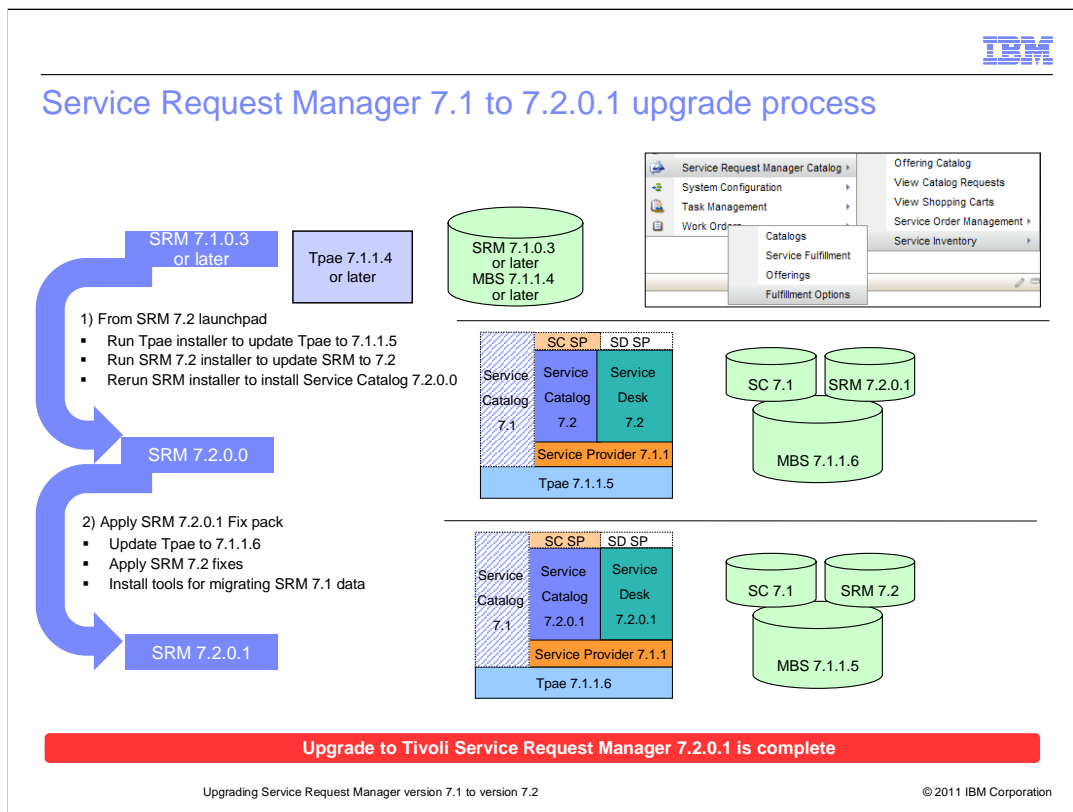 IBM
Service Request Manager 7.1 to 7.2.0.1 upgrade process
Service Request Manager Catalog
System Configuration
Task Management
Work Orders
Offering Catalog
View Catalog Requests
View Shopping Carts
Service Order Management
Service Inventory
Catalogs
Service Fulfillment
Offerings
Fulfillment Options
SRM 7.1.0.3
or later
Tpae 7.1.1.4
or later
SRM 7.1.0.3
or later
MBS 7.1.1.4
or later
1) From SRM 7.2 launchpad
▪ Run Tpae installer to update Tpae to 7.1.1.5
▪ Run SRM 7.2 installer to update SRM to 7.2
▪ Rerun SRM installer to install Service Catalog 7.2.0.0
SC SP
SD SP
Service
Catalog
7.1
Service
Catalog
7.2
Service
Desk
7.2
Service Provider 7.1.1
Tpae 7.1.1.5
SC 7.1
SRM 7.2.0.1
MBS 7.1.1.6
SRM 7.2.0.0
2) Apply SRM 7.2.0.1 Fix pack
▪ Update Tpae to 7.1.1.6
▪ Apply SRM 7.2 fixes
▪ Install tools for migrating SRM 7.1 data
SC SP
SD SP
Service
Catalog
7.1
Service
Catalog
7.2.0.1
Service
Desk
7.2.0.1
Service Provider 7.1.1
Tpae 7.1.1.6
SC 7.1
SRM 7.2
MBS 7.1.1.5
SRM 7.2.0.1
Upgrade to Tivoli Service Request Manager 7.2.0.1 is complete
Upgrading Service Request Manager version 7.1 to version 7.2
© 2011 IBM Corporation